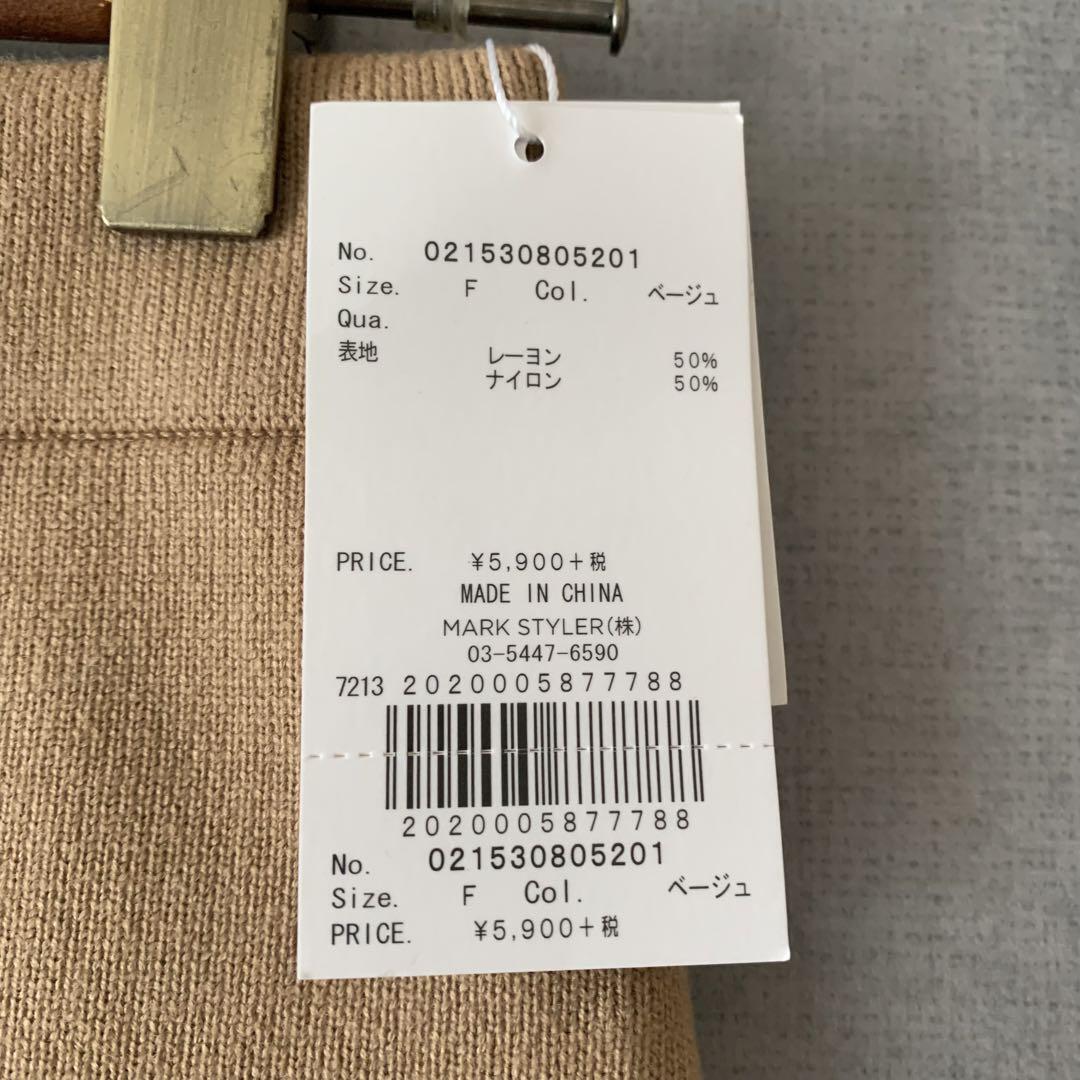 No. 021530805201
Size. F Col. ベージュ
Qua.
表地 レーヨン 50%
ナイロン 50%
PRICE. ¥5,900+税
MADE IN CHINA
MARK STYLER(株)
03-5447-6590
7213 2020005877788
2020005877788
No. 021530805201
Size. F Col. ベージュ
PRICE. ¥5,900+税